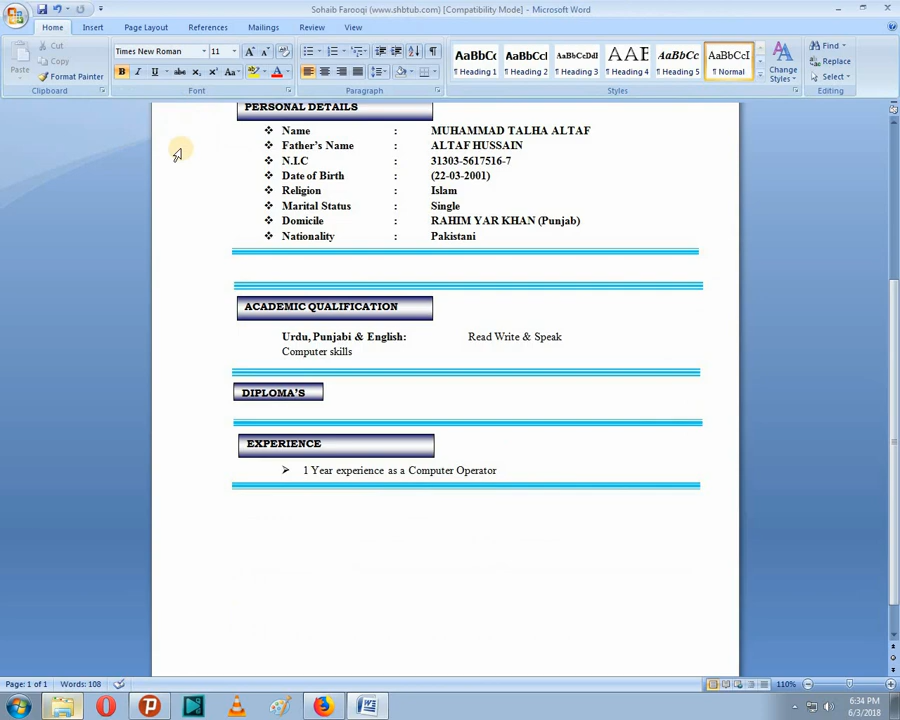 Sohaib Farooqi (www.shbtub.com) [Compatibility Mode] - Microsoft Word
Home Insert Page Layout References Mailings Review View
Paste
Cut
Copy
Format Painter
Clipboard
Times New Roman 11
Font
Paragraph
AaBbCc AaBbCcI AaBbCcDdI AAE AaBbCc AaBbCcI
Heading 1 Heading 2 Heading 3 Heading 4 Heading 5 ¶ Normal
Change Styles
Styles
Find
Replace
Select
Editing
PERSONAL DETAILS
❖ Name : MUHAMMAD TALHA ALTAF
❖ Father's Name : ALTAF HUSSAIN
❖ N.I.C : 31303-5617516-7
❖ Date of Birth : (22-03-2001)
❖ Religion : Islam
❖ Marital Status : Single
❖ Domicile : RAHIM YAR KHAN (Punjab)
❖ Nationality : Pakistani
ACADEMIC QUALIFICATION
Urdu, Punjabi & English: Read Write & Speak
Computer skills
DIPLOMA'S
EXPERIENCE
➢ 1 Year experience as a Computer Operator
Page: 1 of 1 Words: 108 110%
6:34 PM
6/3/2018